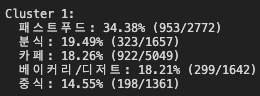 Cluster 1:
패스트푸드: 34.38% (953/2772)
분식: 19.49% (323/1657)
카페: 18.26% (922/5049)
베이커리/디저트: 18.21% (299/1642)
중식: 14.55% (198/1361)